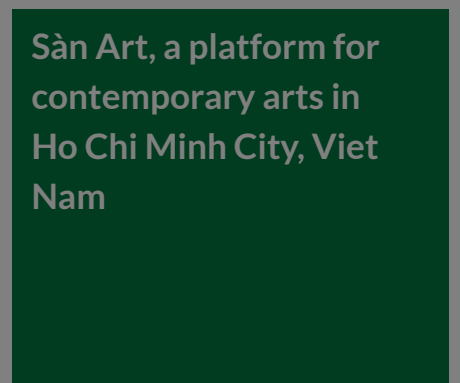 Sàn Art, a platform for
contemporary arts in
Ho Chi Minh City, Viet
Nam